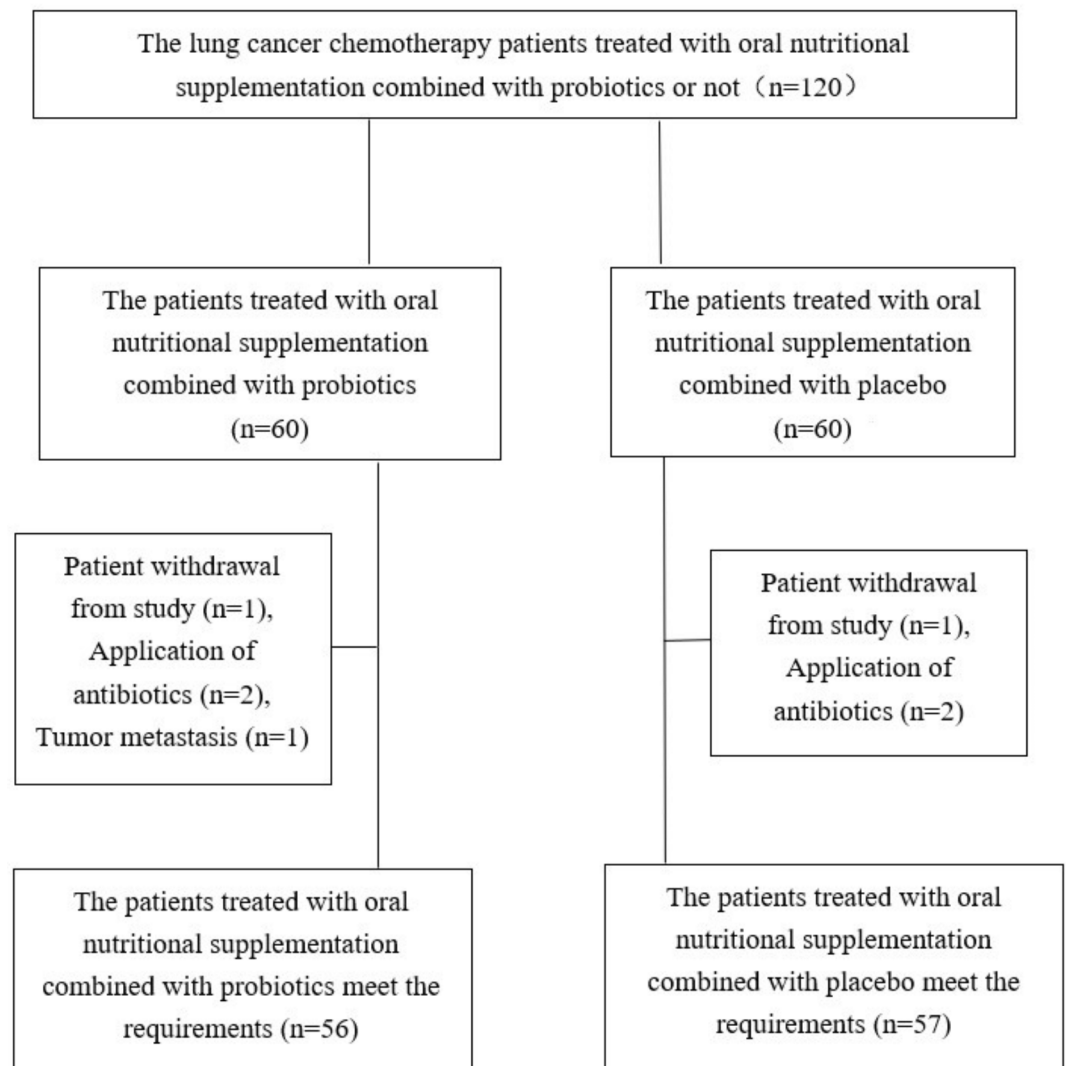 The lung cancer chemotherapy patients treated with oral nutritional
supplementation combined with probiotics or not（n=120）
The patients treated with oral
nutritional supplementation
combined with probiotics
(n=60)
The patients treated with oral
nutritional supplementation
combined with placebo
(n=60)
Patient withdrawal
from study (n=1),
Application of
antibiotics (n=2),
Tumor metastasis (n=1)
Patient withdrawal
from study (n=1),
Application of
antibiotics (n=2)
The patients treated with oral
nutritional supplementation
combined with probiotics meet the
requirements (n=56)
The patients treated with oral
nutritional supplementation
combined with placebo meet the
requirements (n=57)